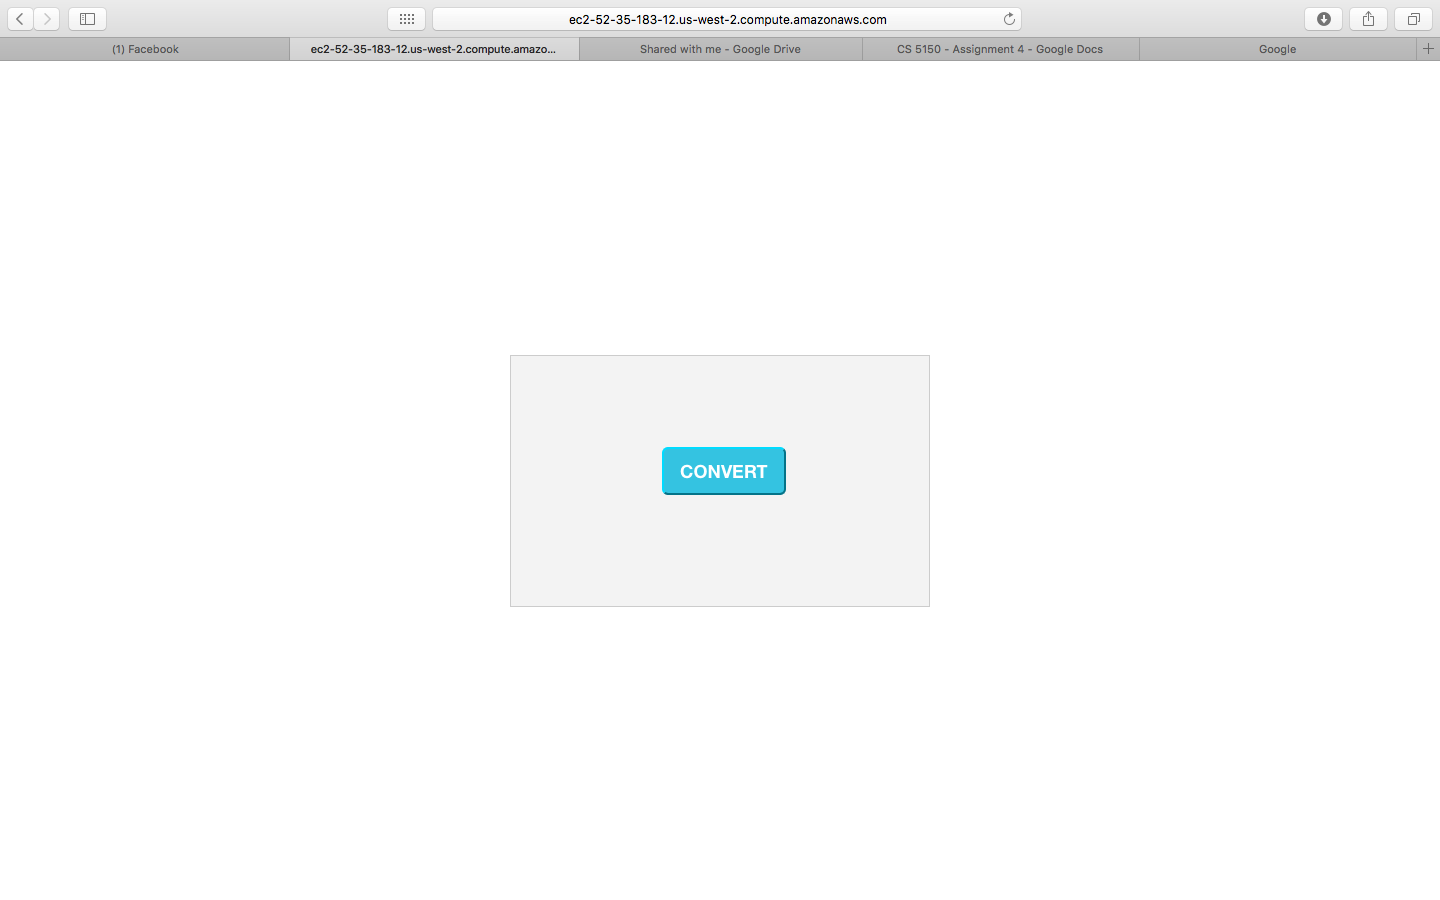 ec2-52-35-183-12.us-west-2.compute.amazonaws.com
(1) Facebook
ec2-52-35-183-12.us-west-2.compute.amazo...
Shared with me - Google Drive
CS 5150 - Assignment 4 - Google Docs
Google
CONVERT